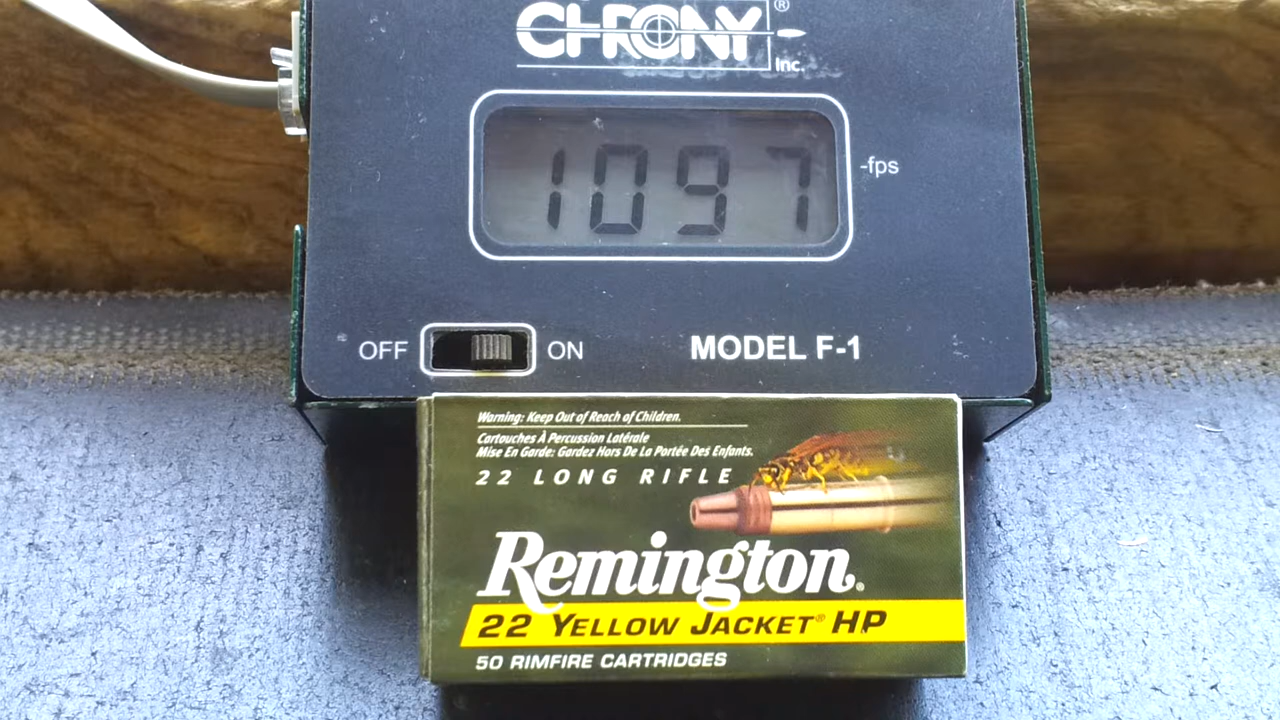 CHRONY®
Inc.
1097
-fps
OFF ON
MODEL F-1
Warning: Keep Out of Reach of Children.
Cartouches À Percussion Latérale
Mise En Garde: Gardez Hors De La Portée Des Enfants.
22 LONG RIFLE
Remington®
22 YELLOW JACKET® HP
50 RIMFIRE CARTRIDGES